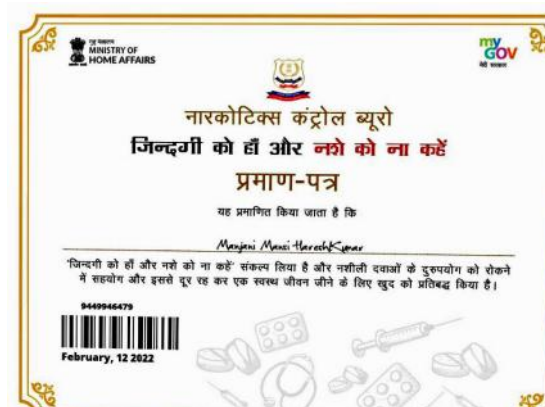 गृह मंत्रालय
MINISTRY OF
HOME AFFAIRS
my
GOV
मेरी सरकार
नारकोटिक्स कंट्रोल ब्यूरो
जिन्दगी को हाँ और नशे को ना कहें
प्रमाण-पत्र
यह प्रमाणित किया जाता है कि
Manjani Mansi HareshKumar
'जिन्दगी को हाँ और नशे को ना कहें' संकल्प लिया है और नशीली दवाओं के दुरुपयोग को रोकने
में सहयोग और इससे दूर रह कर एक स्वस्थ जीवन जीने के लिए खुद को प्रतिबद्ध किया है।
9449946479
February, 12 2022